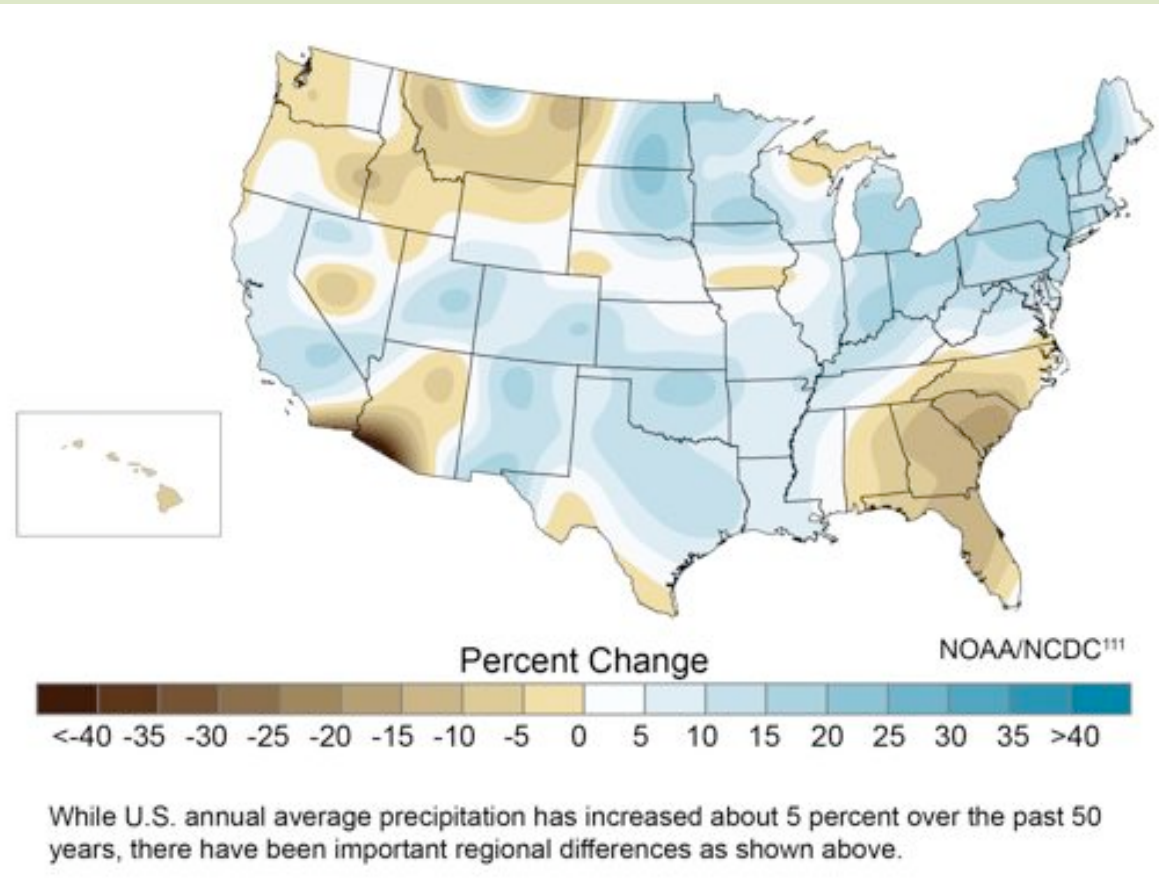 Percent Change
NOAA/NCDC¹¹¹
<-40 -35 -30 -25 -20 -15 -10 -5 0 5 10 15 20 25 30 35 >40
While U.S. annual average precipitation has increased about 5 percent over the past 50
years, there have been important regional differences as shown above.